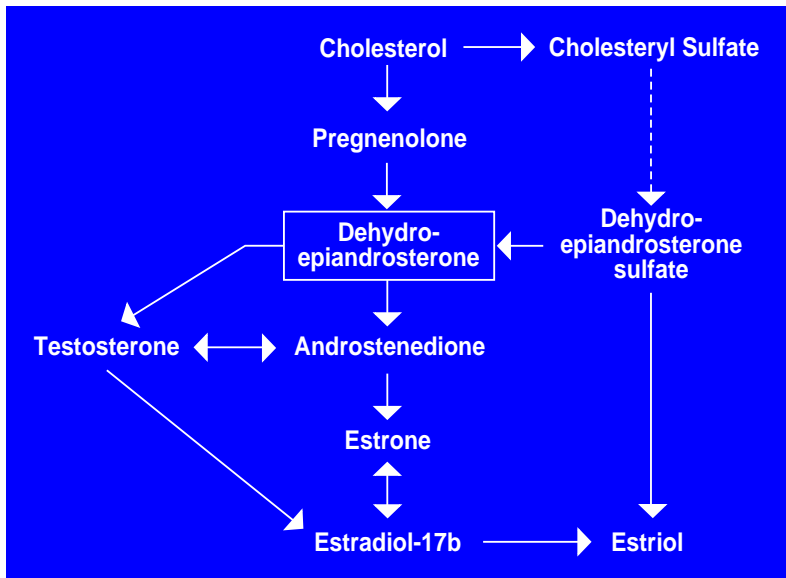 Cholesterol
Cholesteryl Sulfate
Pregnenolone
Dehydro-
epiandrosterone
Dehydro-
epiandrosterone
sulfate
Testosterone
Androstenedione
Estrone
Estradiol-17b
Estriol